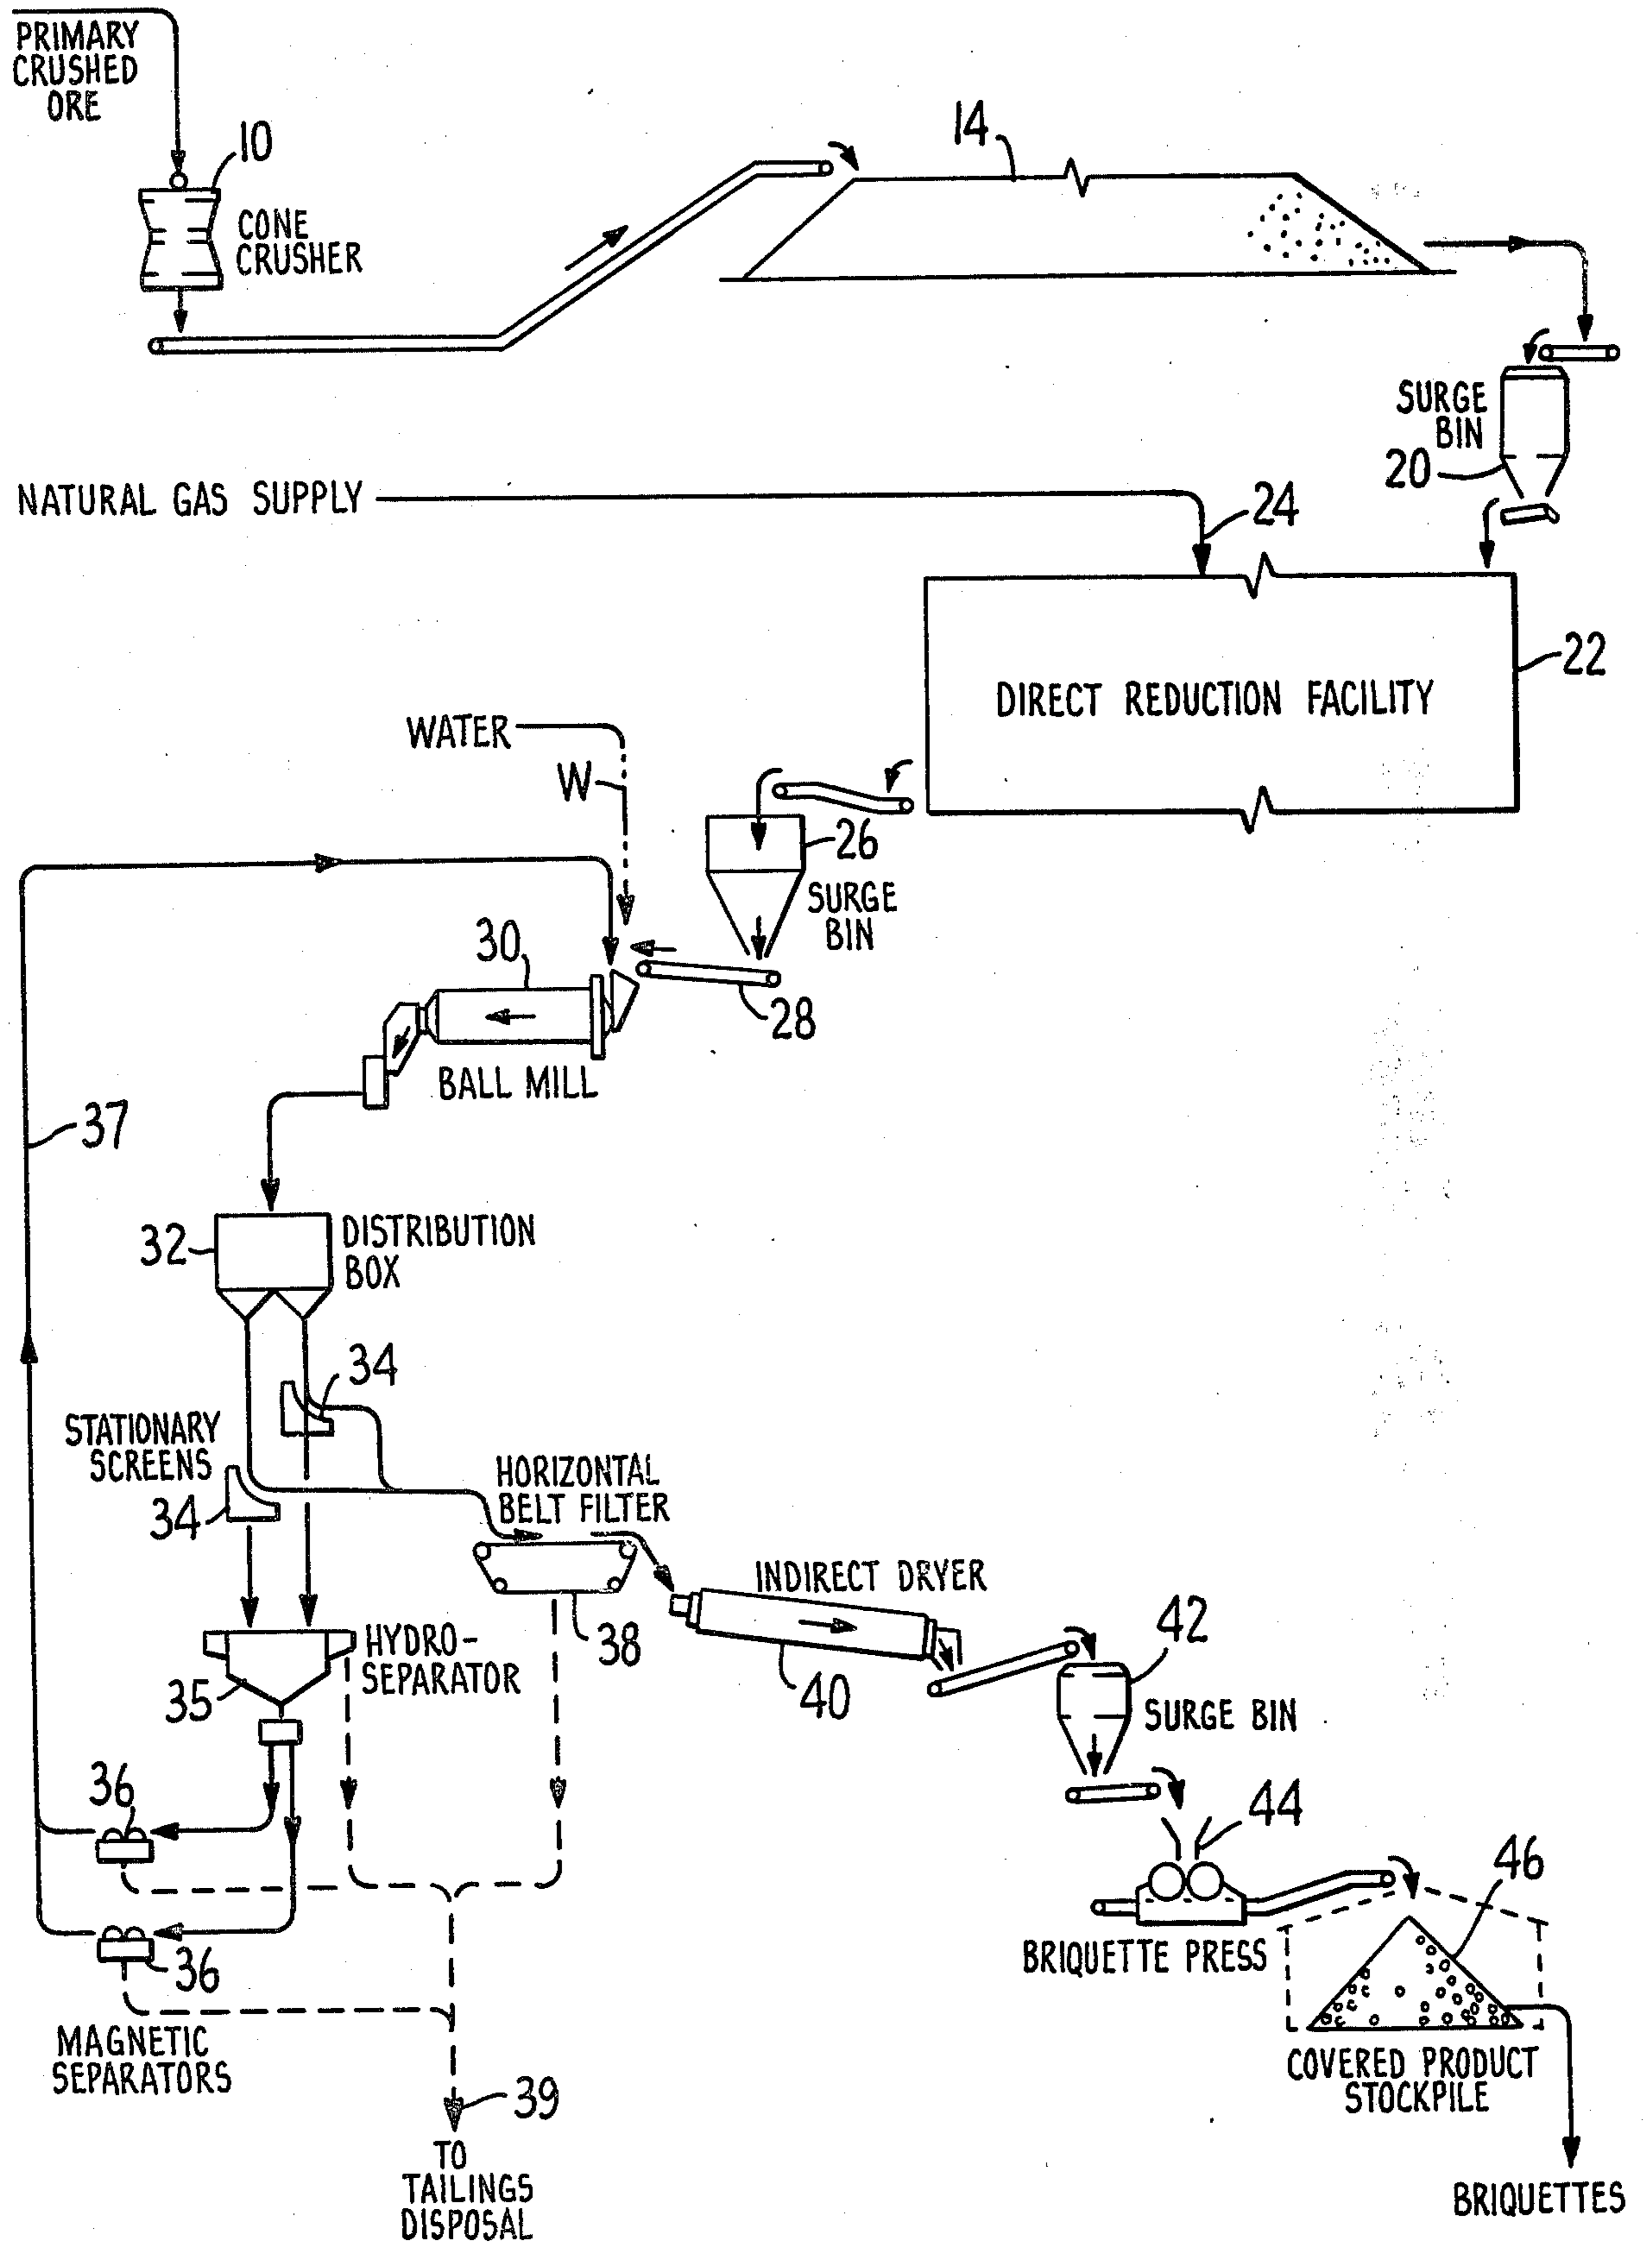 PRIMARY
CRUSHED
ORE
10
CONE
CRUSHER
14
SURGE
BIN
20
NATURAL GAS SUPPLY
24
DIRECT REDUCTION FACILITY
22
WATER
W
26
SURGE
BIN
30
28
BALL MILL
37
32
DISTRIBUTION
BOX
34
STATIONARY
SCREENS
34
HORIZONTAL
BELT FILTER
38
INDIRECT DRYER
40
42
SURGE BIN
HYDRO-
SEPARATOR
35
36
36
MAGNETIC
SEPARATORS
44
BRIQUETTE PRESS
46
COVERED PRODUCT
STOCKPILE
39
TO
TAILINGS
DISPOSAL
BRIQUETTES